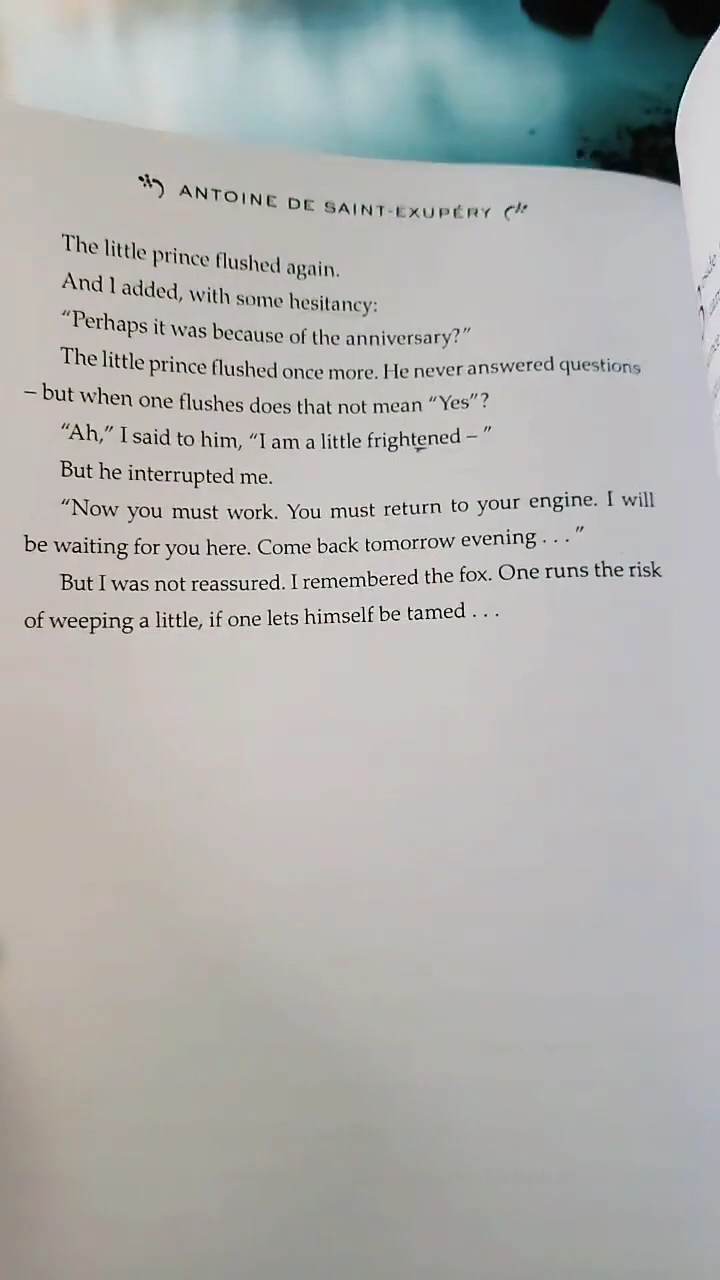 ANTOINE DE SAINT-EXUPÉRY
The little prince flushed again.
And I added, with some hesitancy:
“Perhaps it was because of the anniversary?”
The little prince flushed once more. He never answered questions
– but when one flushes does that not mean “Yes”?
“Ah,” I said to him, “I am a little frightened – ”
But he interrupted me.
“Now you must work. You must return to your engine. I will
be waiting for you here. Come back tomorrow evening . . . ”
But I was not reassured. I remembered the fox. One runs the risk
of weeping a little, if one lets himself be tamed . . .